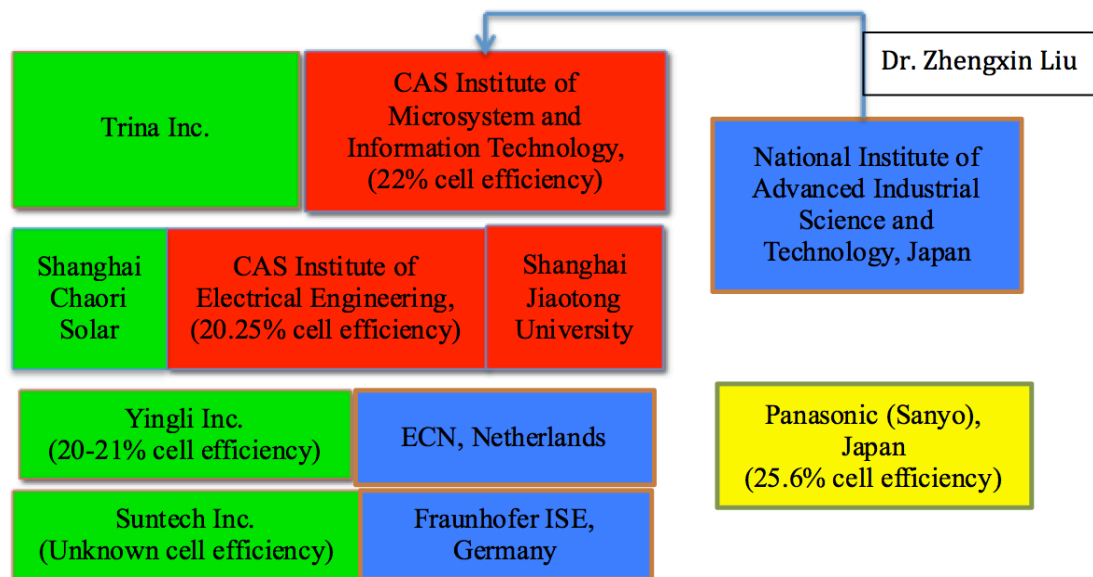 Dr. Zhengxin Liu
Trina Inc.
CAS Institute of
Microsystem and
Information Technology,
(22% cell efficiency)
National Institute of
Advanced Industrial
Science and
Technology, Japan
Shanghai
Chaori
Solar
CAS Institute of
Electrical Engineering,
(20.25% cell efficiency)
Shanghai
Jiaotong
University
Yingli Inc.
(20-21% cell efficiency)
ECN, Netherlands
Panasonic (Sanyo),
Japan
(25.6% cell efficiency)
Suntech Inc.
(Unknown cell efficiency)
Fraunhofer ISE,
Germany